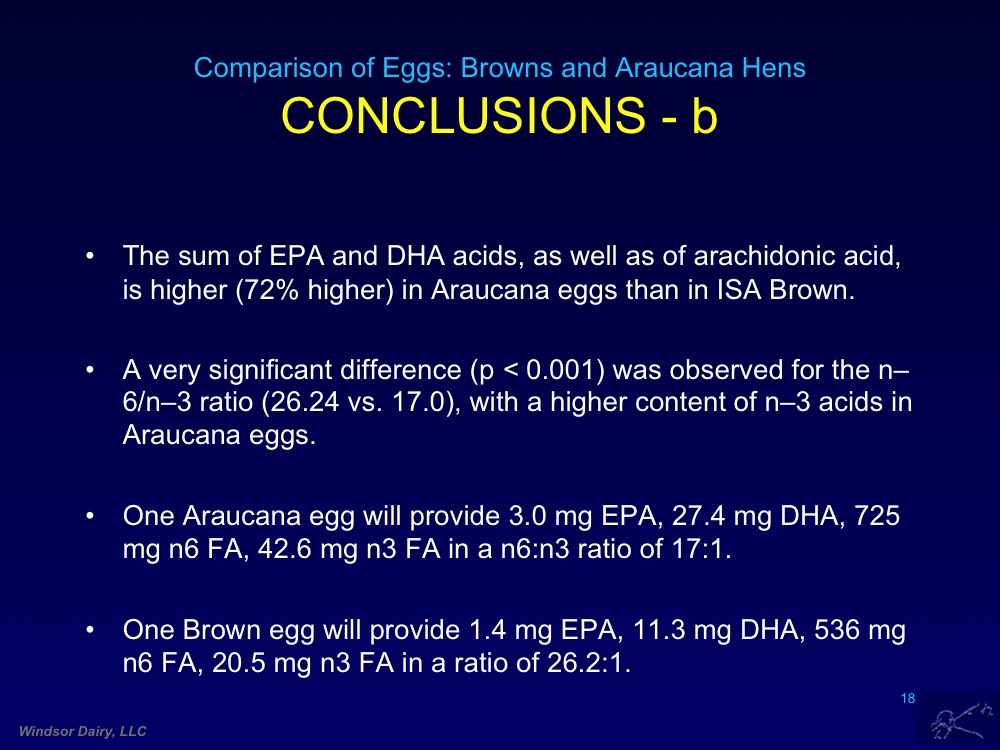 Comparison of Eggs: Browns and Araucana Hens
CONCLUSIONS - b
• The sum of EPA and DHA acids, as well as of arachidonic acid,
is higher (72% higher) in Araucana eggs than in ISA Brown.
• A very significant difference (p < 0.001) was observed for the n–
6/n–3 ratio (26.24 vs. 17.0), with a higher content of n–3 acids in
Araucana eggs.
• One Araucana egg will provide 3.0 mg EPA, 27.4 mg DHA, 725
mg n6 FA, 42.6 mg n3 FA in a n6:n3 ratio of 17:1.
• One Brown egg will provide 1.4 mg EPA, 11.3 mg DHA, 536 mg
n6 FA, 20.5 mg n3 FA in a ratio of 26.2:1.
18
Windsor Dairy, LLC